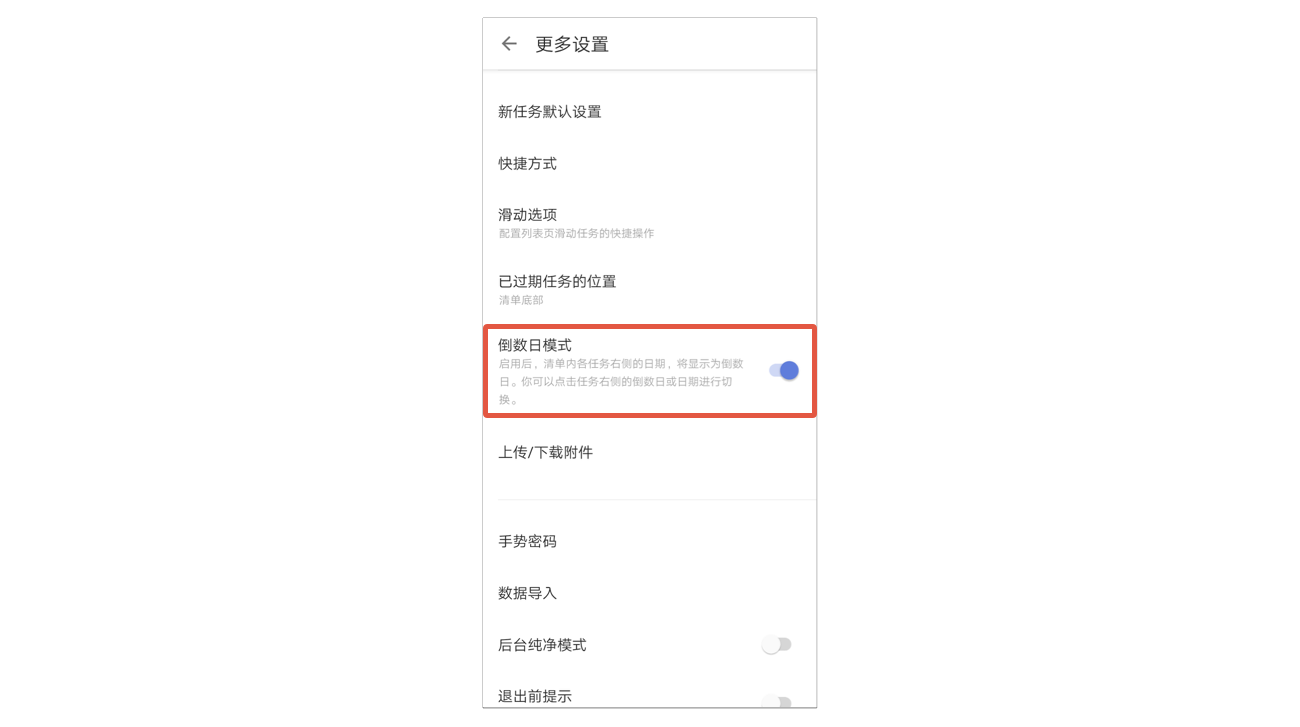 更多设置
新任务默认设置
快捷方式
滑动选项
配置列表页滑动任务的快捷操作
已过期任务的位置
清单底部
倒数日模式
启用后，清单内各任务右侧的日期，将显示为倒数
日。你可以点击任务右侧的倒数日或日期进行切
换。
上传/下载附件
手势密码
数据导入
后台纯净模式
退出前提示